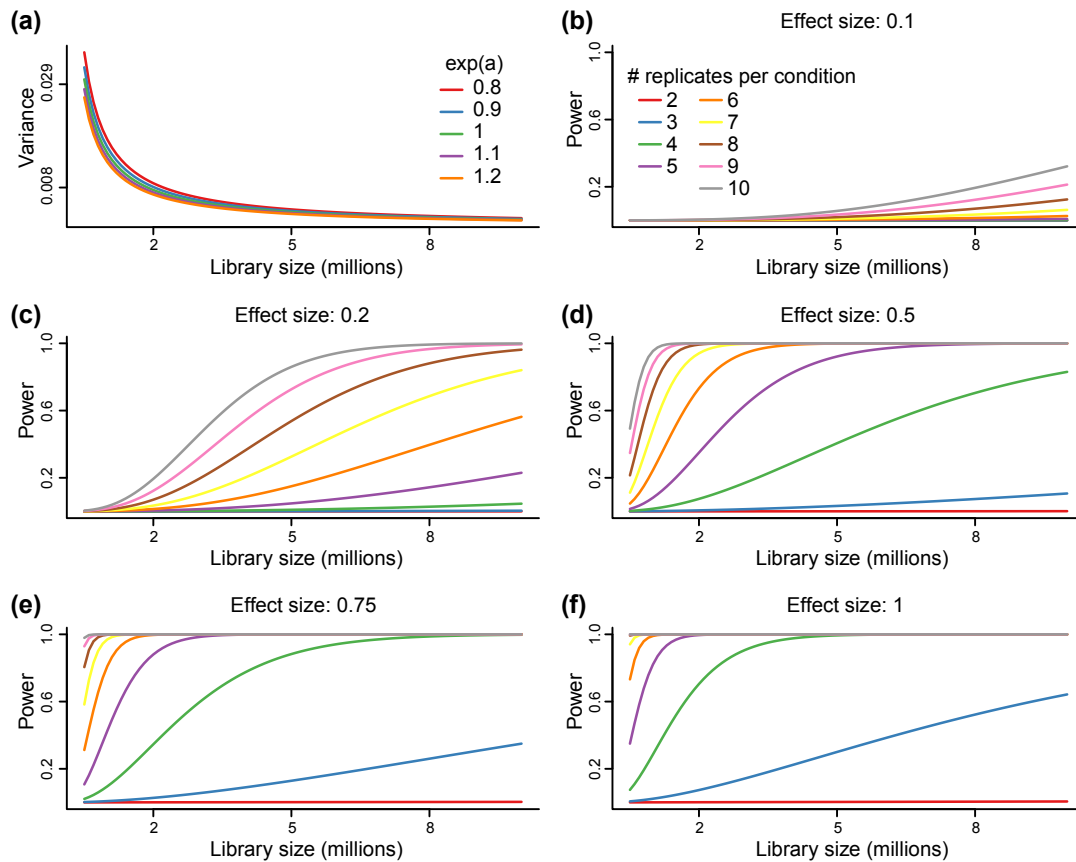 (a)
Variance
0.029
0.008
exp(a)
0.8
0.9
1
1.1
1.2
2
5
8
Library size (millions)
(b)
Effect size: 0.1
Power
1.0
0.6
0.2
# replicates per condition
2
3
4
5
6
7
8
9
10
2
5
8
Library size (millions)
(c)
Effect size: 0.2
Power
1.0
0.6
0.2
2
5
8
Library size (millions)
(d)
Effect size: 0.5
Power
1.0
0.6
0.2
2
5
8
Library size (millions)
(e)
Effect size: 0.75
Power
1.0
0.6
0.2
2
5
8
Library size (millions)
(f)
Effect size: 1
Power
1.0
0.6
0.2
2
5
8
Library size (millions)